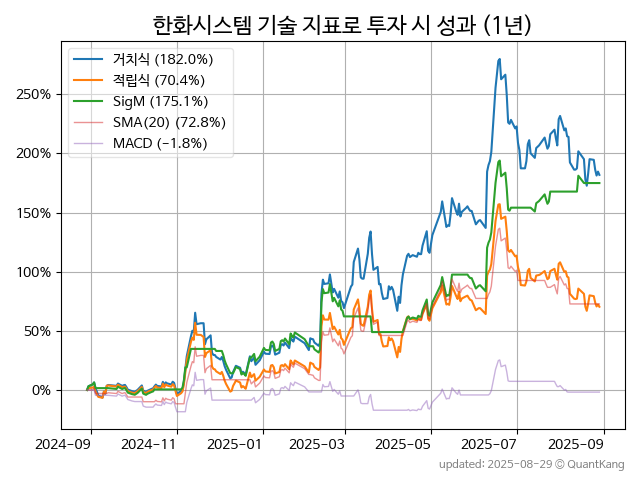 한화시스템 기술 지표로 투자 시 성과 (1년)
거치식 (182.0%)
적립식 (70.4%)
SigM (175.1%)
SMA(20) (72.8%)
MACD (−1.8%)
250%
200%
150%
100%
50%
0%
2024-09 2024-11 2025-01 2025-03 2025-05 2025-07 2025-09
updated: 2025-08-29 © QuantKang